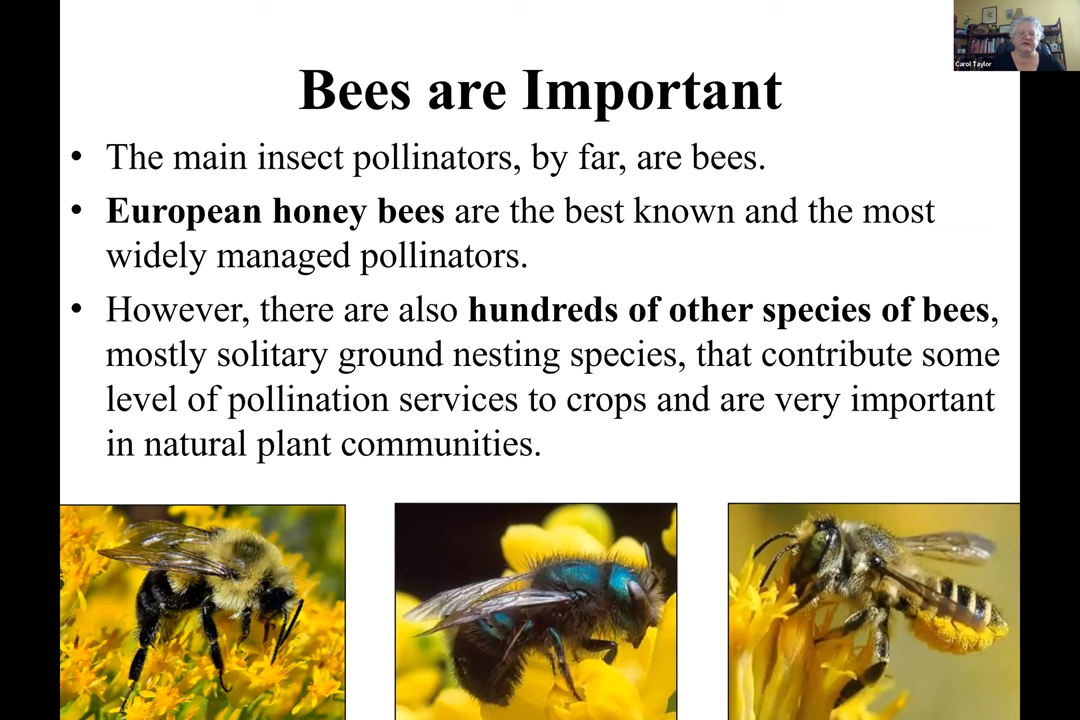 Carol Taylor
Bees are Important
• The main insect pollinators, by far, are bees.
• European honey bees are the best known and the most
widely managed pollinators.
• However, there are also hundreds of other species of bees,
mostly solitary ground nesting species, that contribute some
level of pollination services to crops and are very important
in natural plant communities.